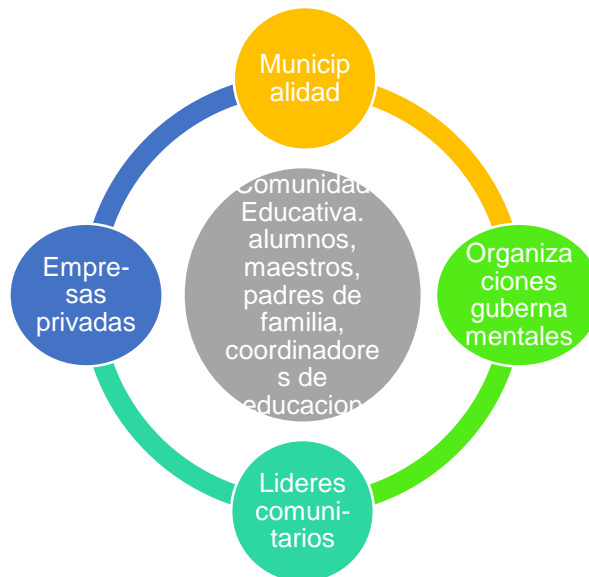 Municip
alidad
Comunidad
Educativa.
alumnos,
maestros,
padres de
familia,
coordinadore
s de
educacion
Organiza
ciones
guberna
mentales
Lideres
comuni-
tarios
Empre-
sas
privadas